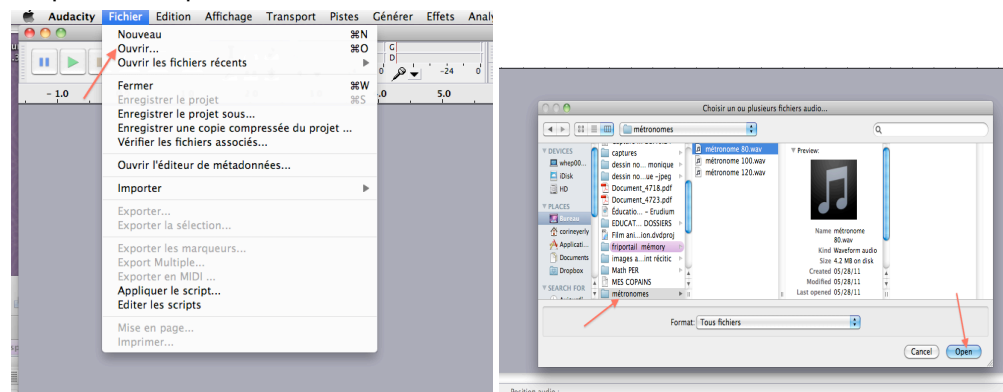 Audacity Fichier Edition Affichage Transport Pistes Générer Effets
Nouveau ⌘N
Ouvrir... ⌘O
Ouvrir les fichiers récents
Fermer ⌘W
Enregistrer le projet ⌘S
Enregistrer le projet sous...
Enregistrer une copie compressée du projet ...
Vérifier les fichiers associés...
Ouvrir l'éditeur de métadonnées...
Importer
Exporter...
Exporter la sélection...
Exporter les marqueurs...
Export Multiple...
Exporter en MIDI ...
Appliquer le script...
Editer les scripts
Mise en page...
Imprimer...
G
D
0 -24 0
- 1.0
5.0
Choisir un ou plusieurs fichiers audio...
métronomes
DEVICES
whep00...
iDisk
HD
PLACES
Bureau
corineyerly
Applicati...
Documents
Dropbox
SEARCH FOR
captures
dessin no... monique
dessin no...ue -jpeg
Document_4718.pdf
Document_4723.pdf
Éducatio... – Erudium
EDUCAT... DOSSIERS
Film ani...ion.dvdproj
friportail mémory
images a...int récitic
Math PER
MES COPAINS
métronomes
métronome 80.wav
métronome 100.wav
métronome 120.wav
Preview:
Name métronome
80.wav
Kind Waveform audio
Size 4.2 MB on disk
Created 05/28/11
Modified 05/28/11
Last opened 05/28/11
Format: Tous fichiers
Cancel Open